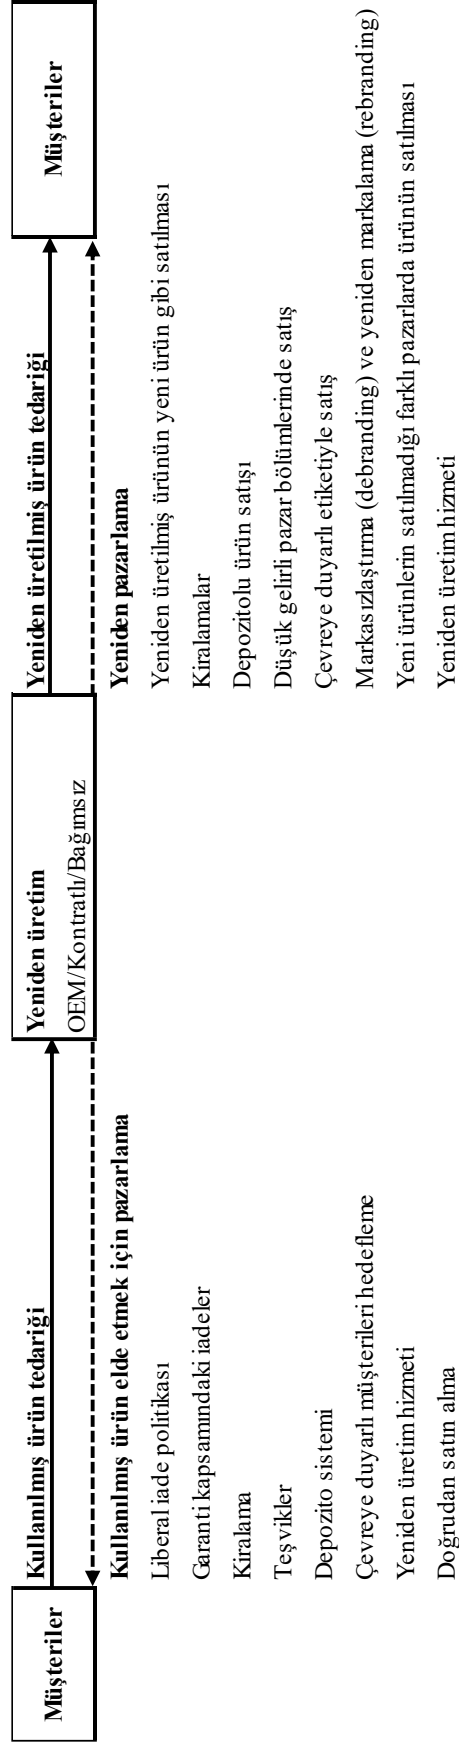 Müşteriler
Kullanılmış ürün tedariği
Kullanılmış ürün elde etmek için pazarlama
Liberal iade politikası
Garanti kapsamındaki iadeler
Kiralama
Teşvikler
Depozito sistemi
Çevreye duyarlı müşterileri hedefleme
Yeniden üretim hizmeti
Doğrudan satın alma
Yeniden üretim
OEM/Kontratlı/Bağımsız
Yeniden üretilmiş ürün tedariği
Yeniden pazarlama
Yeniden üretilmiş ürünün yeni ürün gibi satılması
Kiralamalar
Depozitolu ürün satışı
Düşük gelirli pazar bölümlerinde satış
Çevreye duyarlı etiketiyle satış
Markasızlaştırma (debranding) ve yeniden markalama (rebranding)
Yeni ürünlerin satılmadığı farklı pazarlarda ürünün satılması
Yeniden üretim hizmeti
Müşteriler